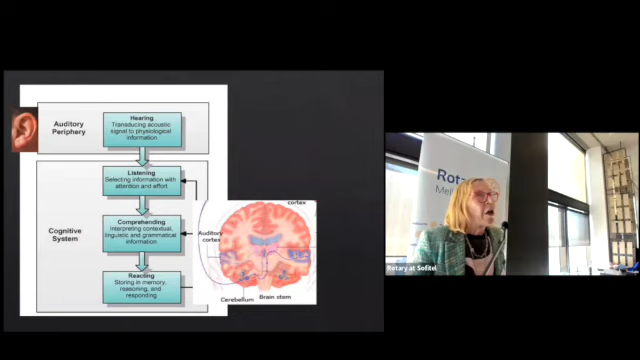 Auditory
Periphery
Hearing
Transducing acoustic
signal to physiological
information
Cognitive
System
Listening
Selecting information with
attention and effort
Comprehending
Interpreting contextual,
linguistic and grammatical
information
Reacting
Storing in memory,
reasoning, and
responding
cortex
Auditory
cortex
Cerebellum
Brain stem
Rota
Mel
Rotary at Sofitel